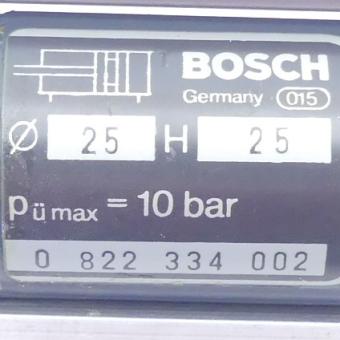 BOSCH
Germany 015
Ø 25 H 25
pü max = 10 bar
0 822 334 002